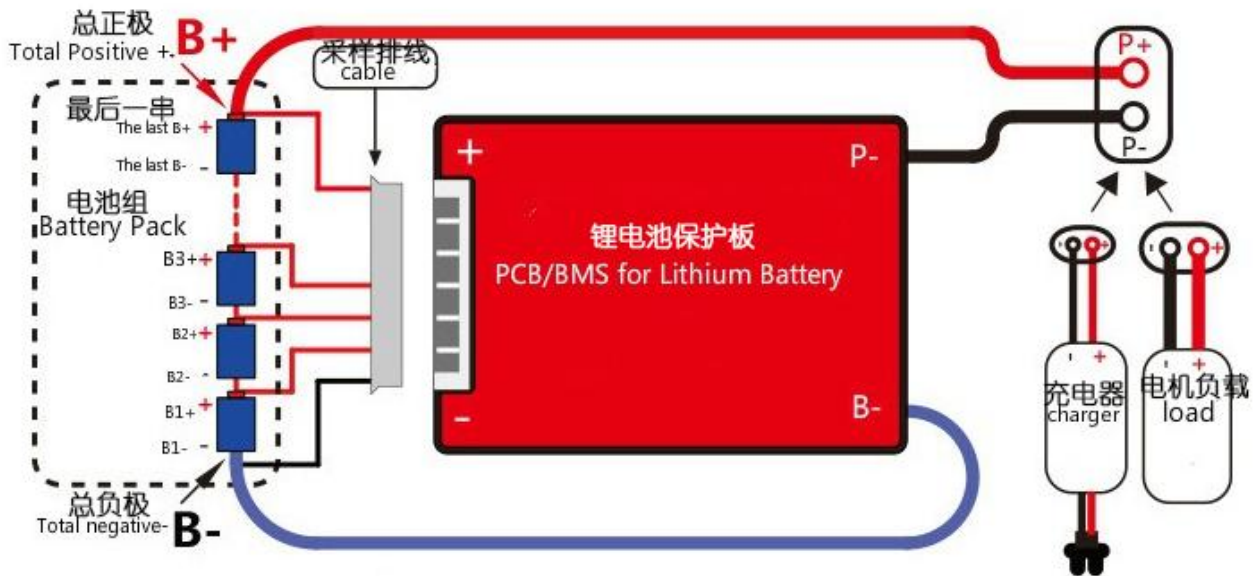 总正极
Total Positive +.
B+
采样排线
cable
P+
P-
最后一串
The last B+ +
The last B- -
电池组
Battery Pack
B3+ +
B3- -
B2+ +
B2- -
B1+ +
B1- -
+
P-
锂电池保护板
PCB/BMS for Lithium Battery
-
B-
- +
- +
- +
充电器
charger
- +
电机负载
load
总负极
Total negative-
B-